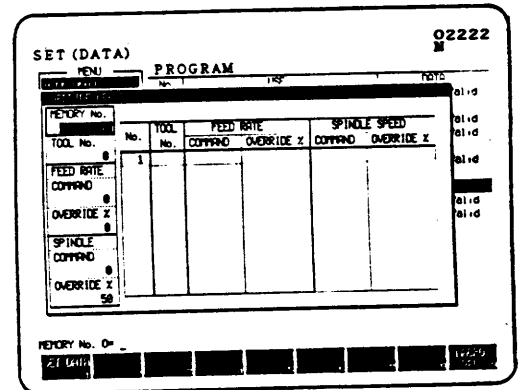 O2222
M
SET (DATA)
MENU
PROGRAM
No.
DATA
Valid
MEMORY No.
TOOL No.
0
FEED RATE
COMMAND
0
OVERRIDE %
0
SPINDLE
COMMAND
0
OVERRIDE %
50
No. TOOL No. FEED RATE SPINDLE SPEED
COMMAND OVERRIDE % COMMAND OVERRIDE %
1
Valid
Valid
Valid
Valid
Valid
MEMORY No. O= _